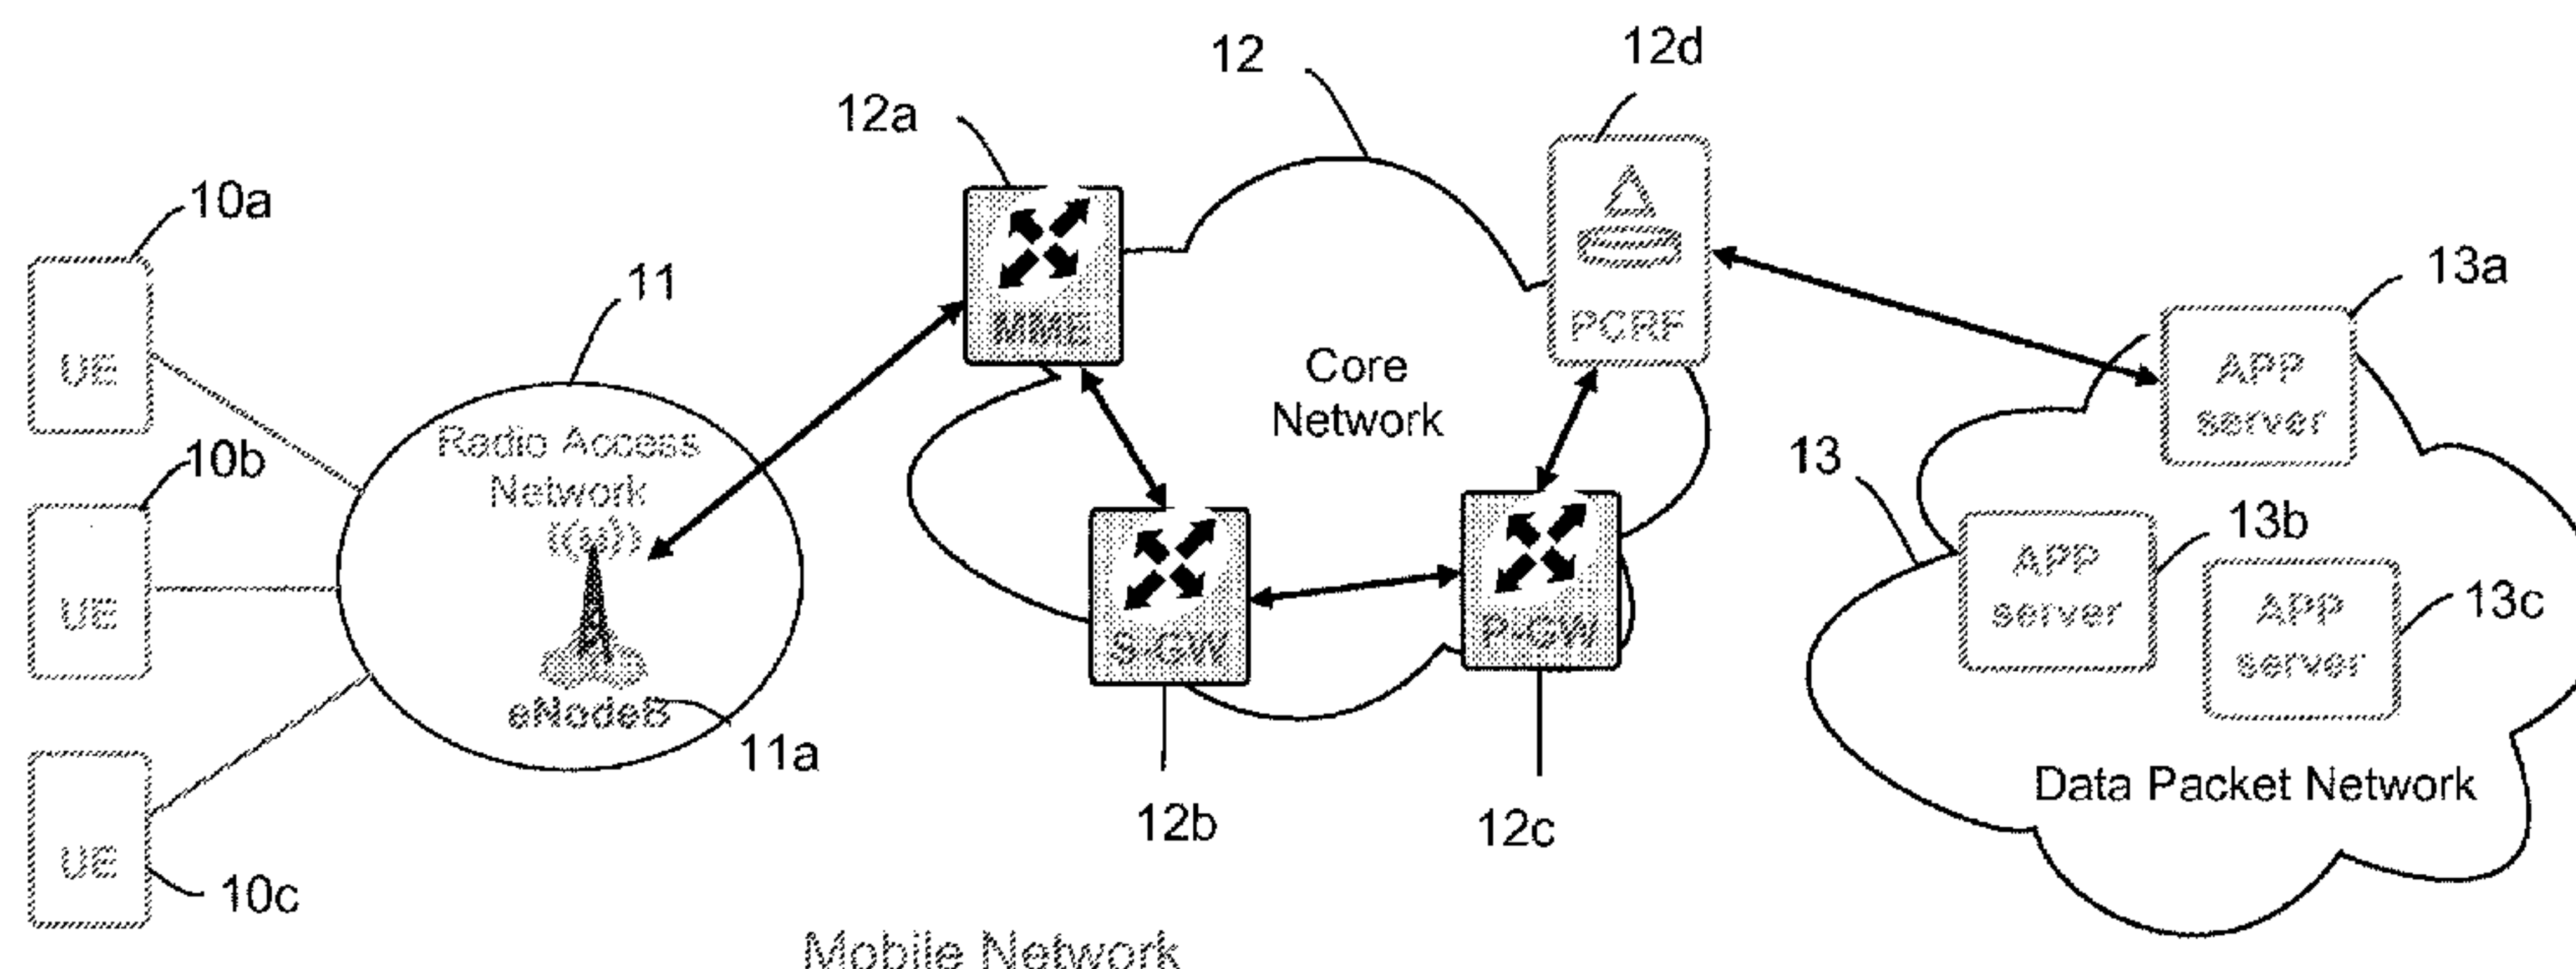 12
12d
12a
10a
11
13a
UE
MME
PCRF
Core
Network
APP
server
10b
Radio Access
Network
13
13b
UE
S-GW
P-GW
APP
server
13c
APP
server
eNodeB
11a
Data Packet Network
12b
12c
UE
10c
Mobile Network